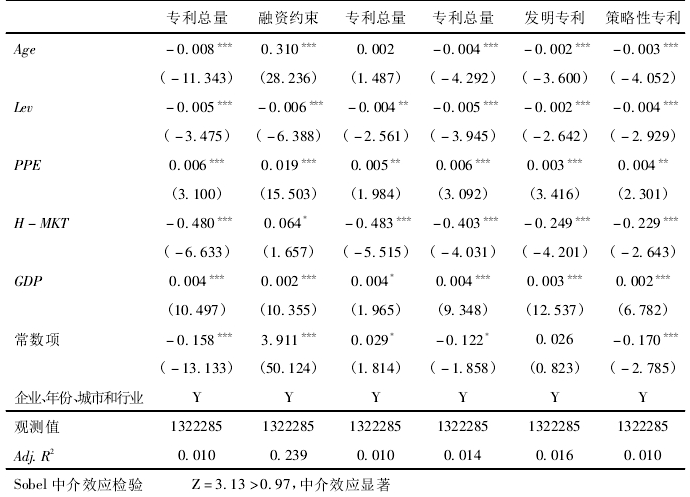 专利总量 融资约束 专利总量 专利总量 发明专利 策略性专利
Age -0.008*** 0.310*** 0.002 -0.004*** -0.002*** -0.003***
(-11.343) (28.236) (1.487) (-4.292) (-3.600) (-4.052)
Lev -0.005*** -0.006*** -0.004** -0.005*** -0.002*** -0.004***
(-3.475) (-6.388) (-2.561) (-3.945) (-2.642) (-2.929)
PPE 0.006*** 0.019*** 0.005** 0.006*** 0.003*** 0.004**
(3.100) (15.503) (1.984) (3.092) (3.416) (2.301)
H-MKT -0.480*** 0.064* -0.483*** -0.403*** -0.249*** -0.229***
(-6.633) (1.657) (-5.515) (-4.031) (-4.201) (-2.643)
GDP 0.004*** 0.002*** 0.004* 0.004*** 0.003*** 0.002***
(10.497) (10.355) (1.965) (9.348) (12.537) (6.782)
常数项 -0.158*** 3.911*** 0.029* -0.122* 0.026 -0.170***
(-13.133) (50.124) (1.814) (-1.858) (0.823) (-2.785)
企业、年份、城市和行业 Y Y Y Y Y Y
观测值 1322285 1322285 1322285 1322285 1322285 1322285
Adj. R² 0.010 0.239 0.010 0.014 0.016 0.010
Sobel 中介效应检验 Z=3.13>0.97,中介效应显著